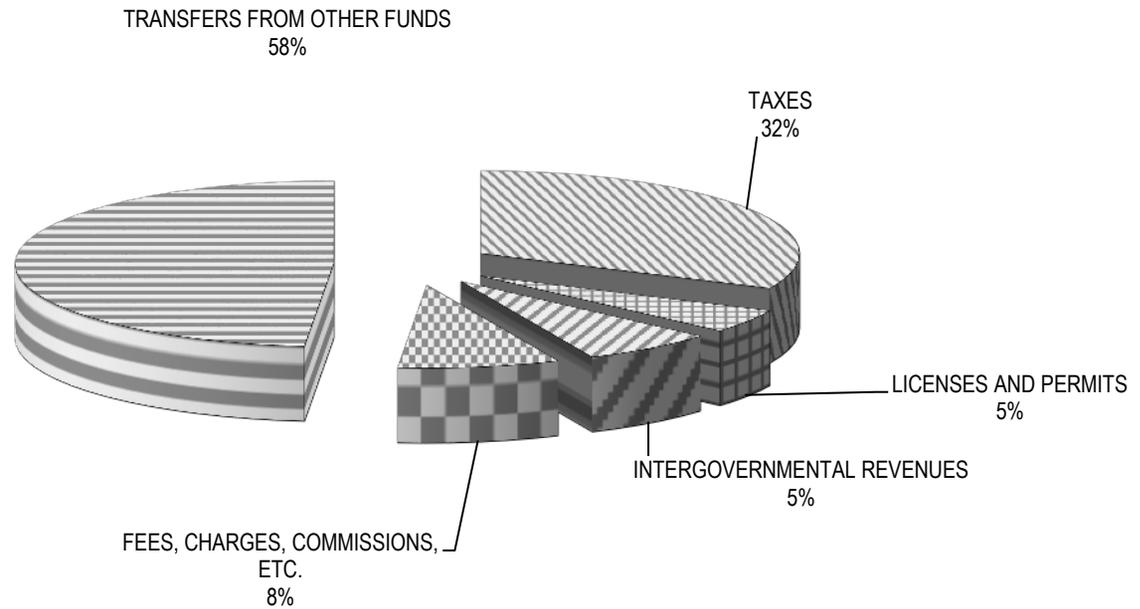 TRANSFERS FROM OTHER FUNDS
58%
TAXES
32%
LICENSES AND PERMITS
5%
INTERGOVERNMENTAL REVENUES
5%
FEES, CHARGES, COMMISSIONS,
ETC.
8%